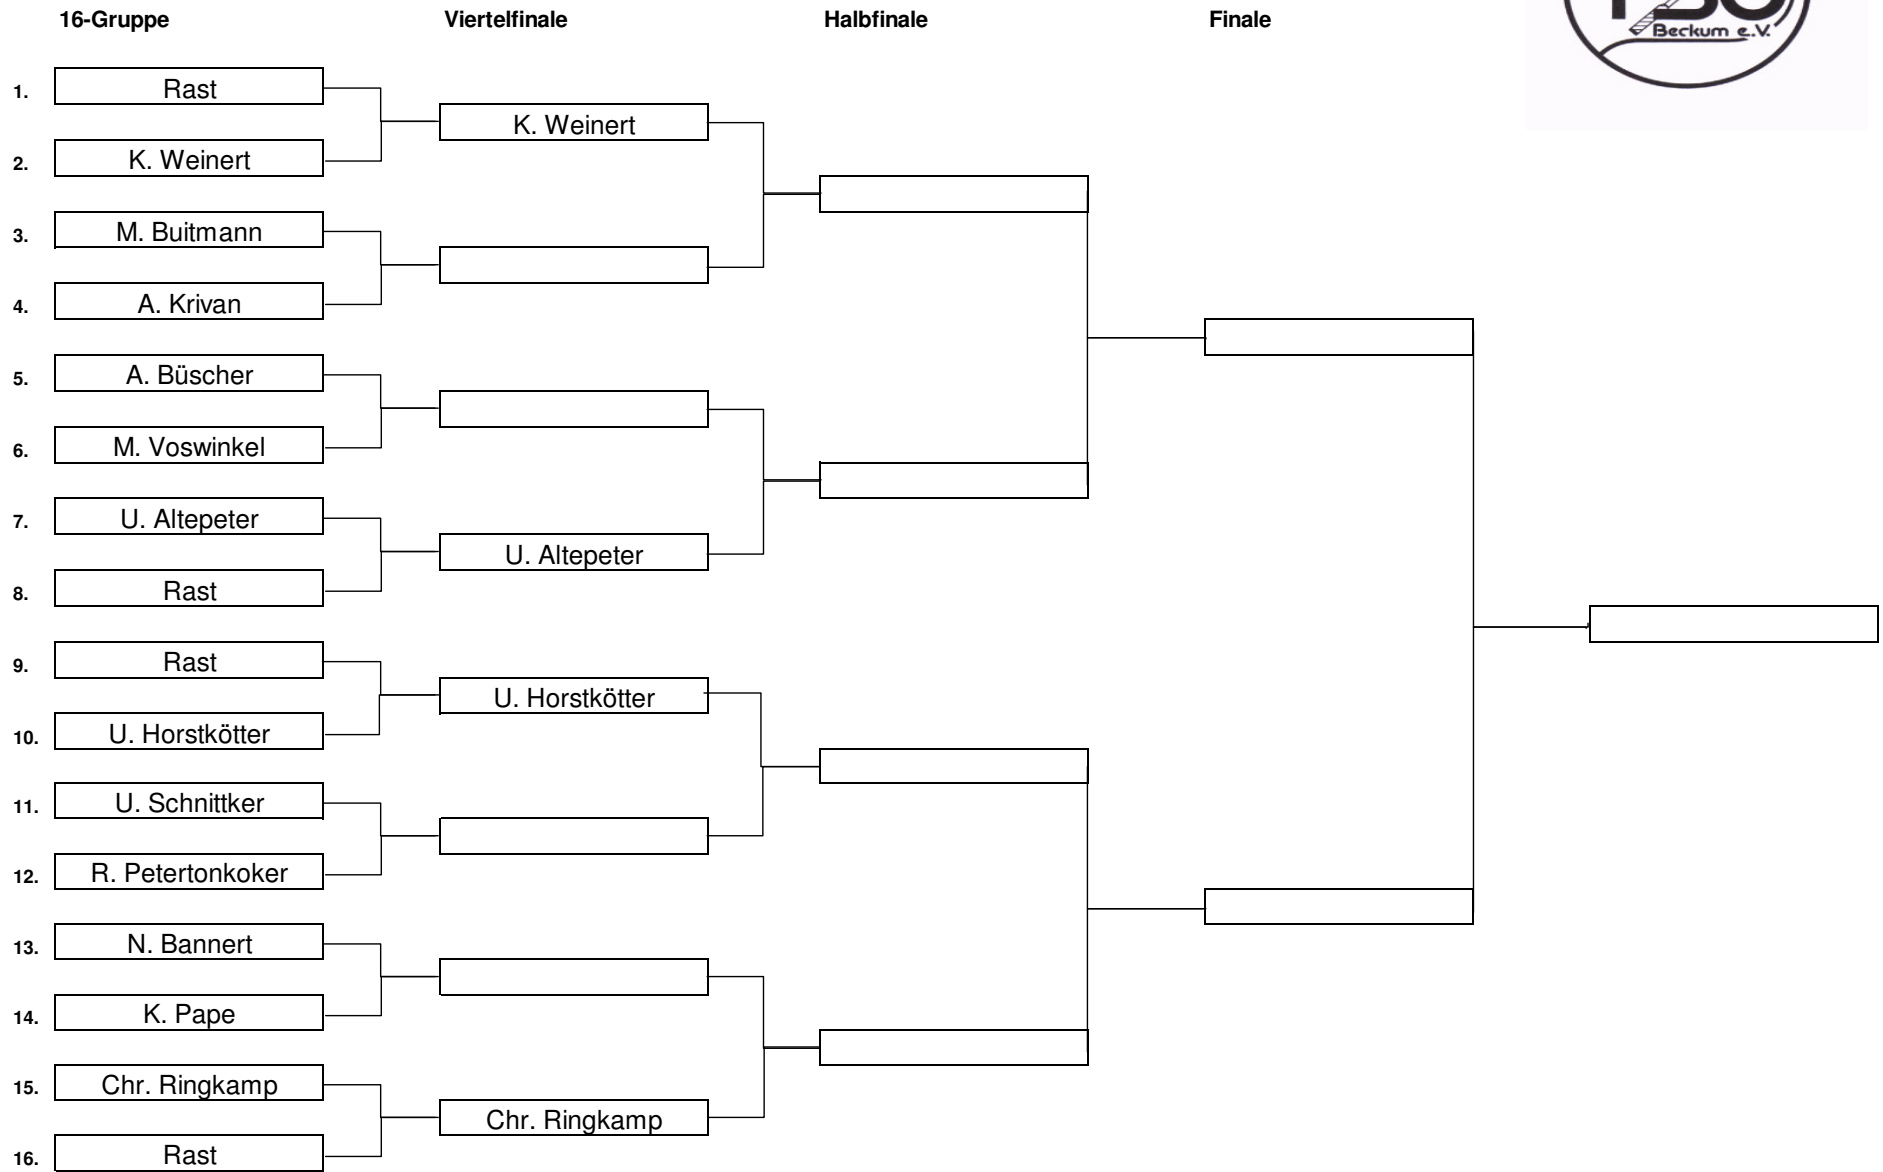 16-Gruppe Viertelfinale Halbfinale Finale
Beckum e.V.
1. Rast
K. Weinert
2. K. Weinert
3. M. Buitmann
4. A. Krivan
5. A. Büscher
6. M. Voswinkel
7. U. Altepeter
U. Altepeter
8. Rast
9. Rast
U. Horstkötter
10. U. Horstkötter
11. U. Schnittker
12. R. Petertonkoker
13. N. Bannert
14. K. Pape
15. Chr. Ringkamp
Chr. Ringkamp
16. Rast